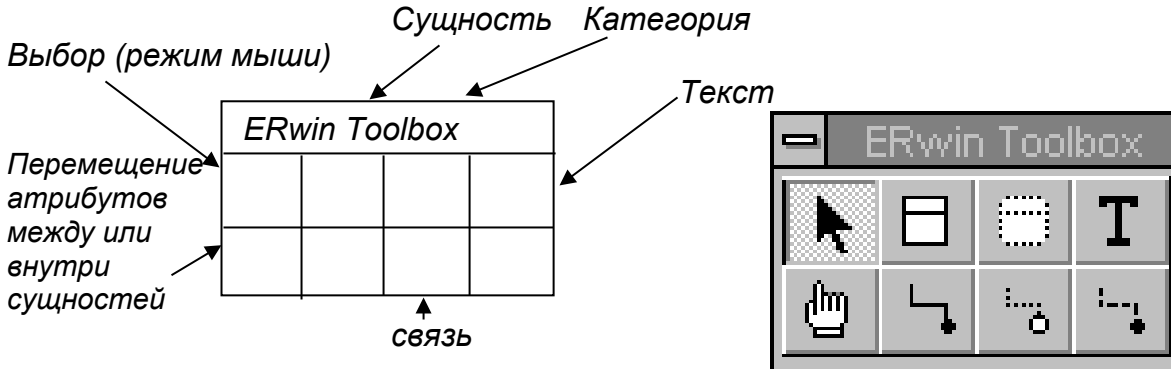 Сущность Категория
Выбор (режим мыши)
Текст
ERwin Toolbox
Перемещение
атрибутов
между или
внутри
сущностей
связь
ERwin Toolbox
T